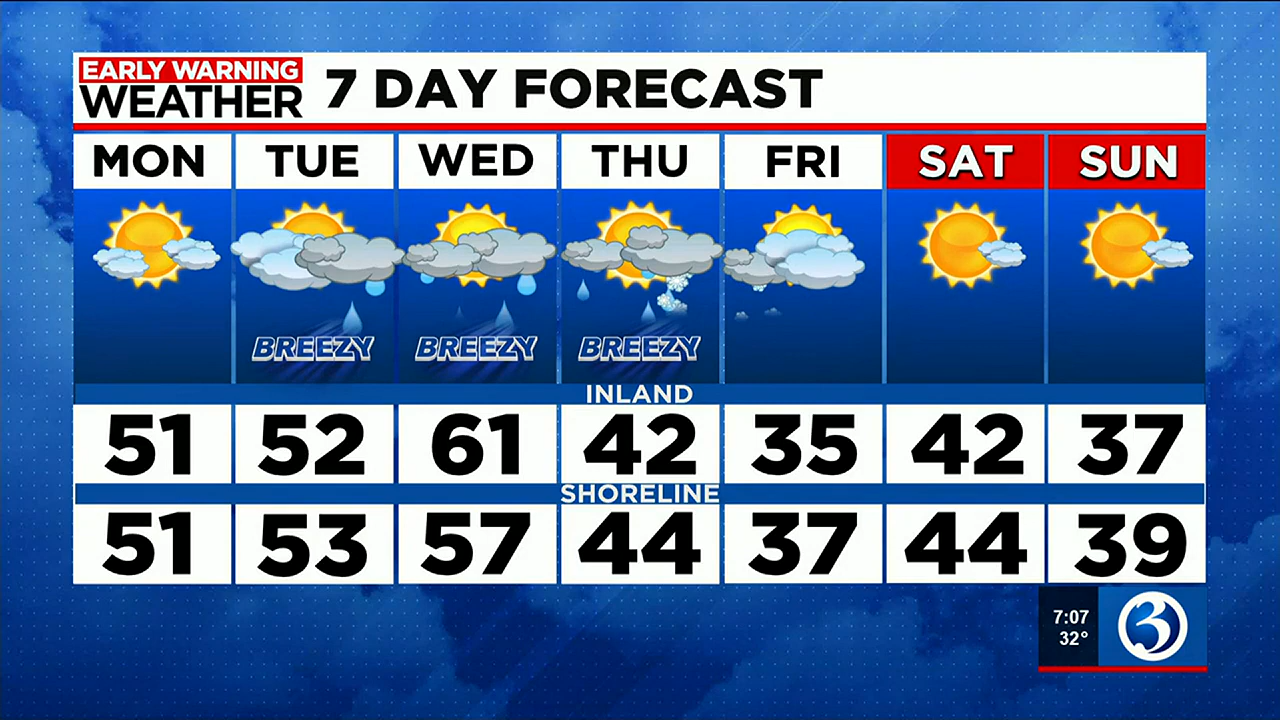 EARLY WARNING
WEATHER
7 DAY FORECAST
MON TUE WED THU FRI SAT SUN
BREEZY BREEZY BREEZY
INLAND
51 52 61 42 35 42 37
SHORELINE
51 53 57 44 37 44 39
7:07
32°
3